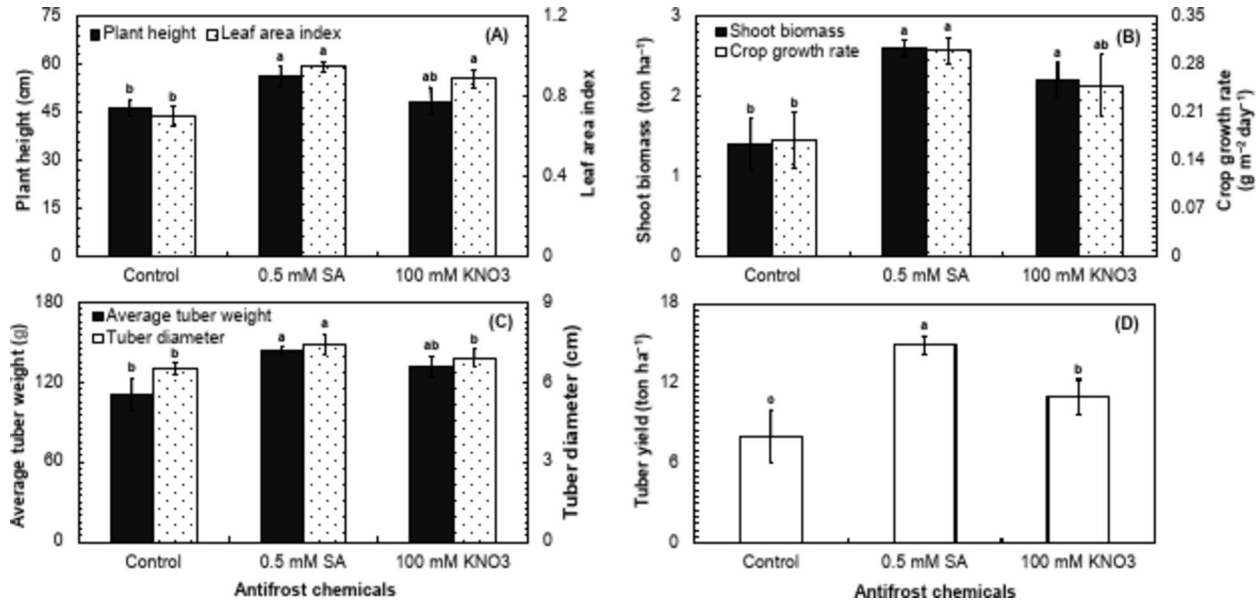 75
60
45
30
15
0
Plant height (cm)
Plant height
Leaf area index
(A)
1.2
0.8
0.4
0
Leaf area index
b
b
a
a
ab
a
Control
0.5 mM SA
100 mM KNO3
3
2
1
0
Shoot biomass (ton ha⁻¹)
Shoot biomass
Crop growth rate
(B)
0.35
0.28
0.21
0.14
0.07
0
Crop growth rate
(g m⁻² day⁻¹)
b
b
a
a
a
ab
Control
0.5 mM SA
100 mM KNO3
180
120
60
0
Average tuber weight (g)
Average tuber weight
Tuber diameter
(C)
9
6
3
0
Tuber diameter (cm)
b
b
a
a
ab
b
Control
0.5 mM SA
100 mM KNO3
Antifrost chemicals
18
12
6
0
Tuber yield (ton ha⁻¹)
(D)
a
b
Control
0.5 mM SA
100 mM KNO3
Antifrost chemicals